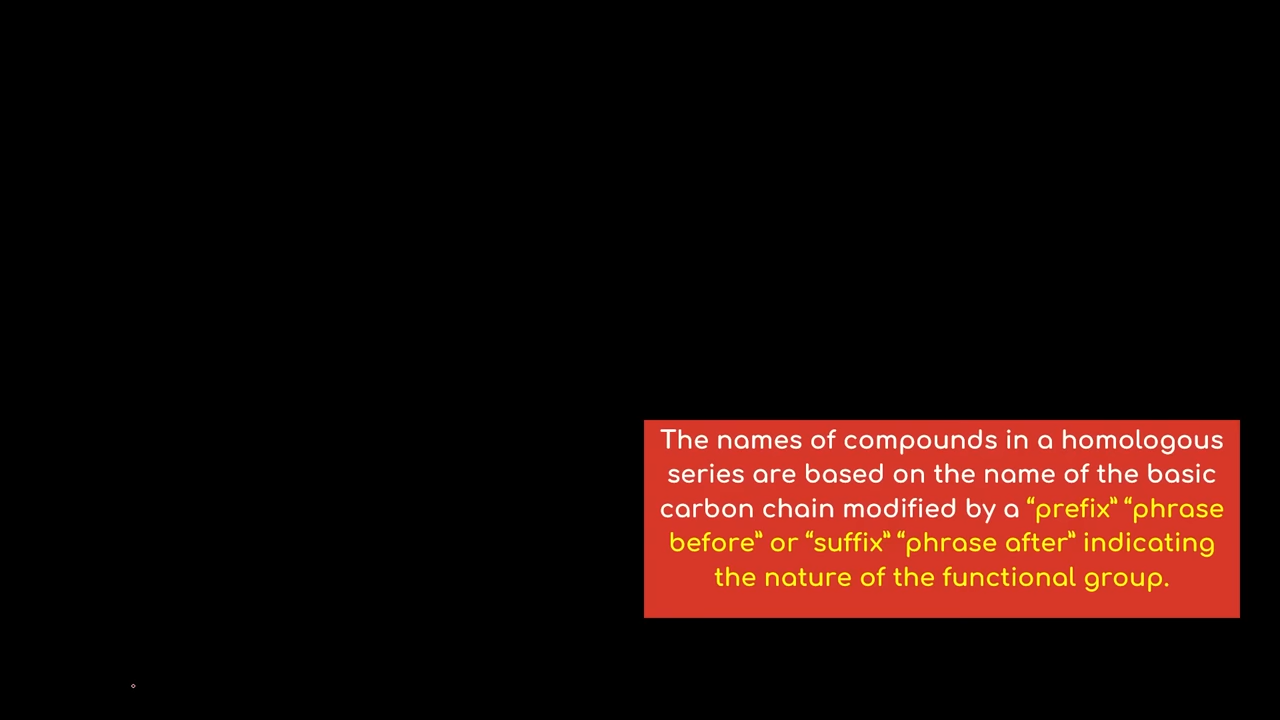 The names of compounds in a homologous
series are based on the name of the basic
carbon chain modified by a “prefix” “phrase
before” or “suffix” “phrase after” indicating
the nature of the functional group.